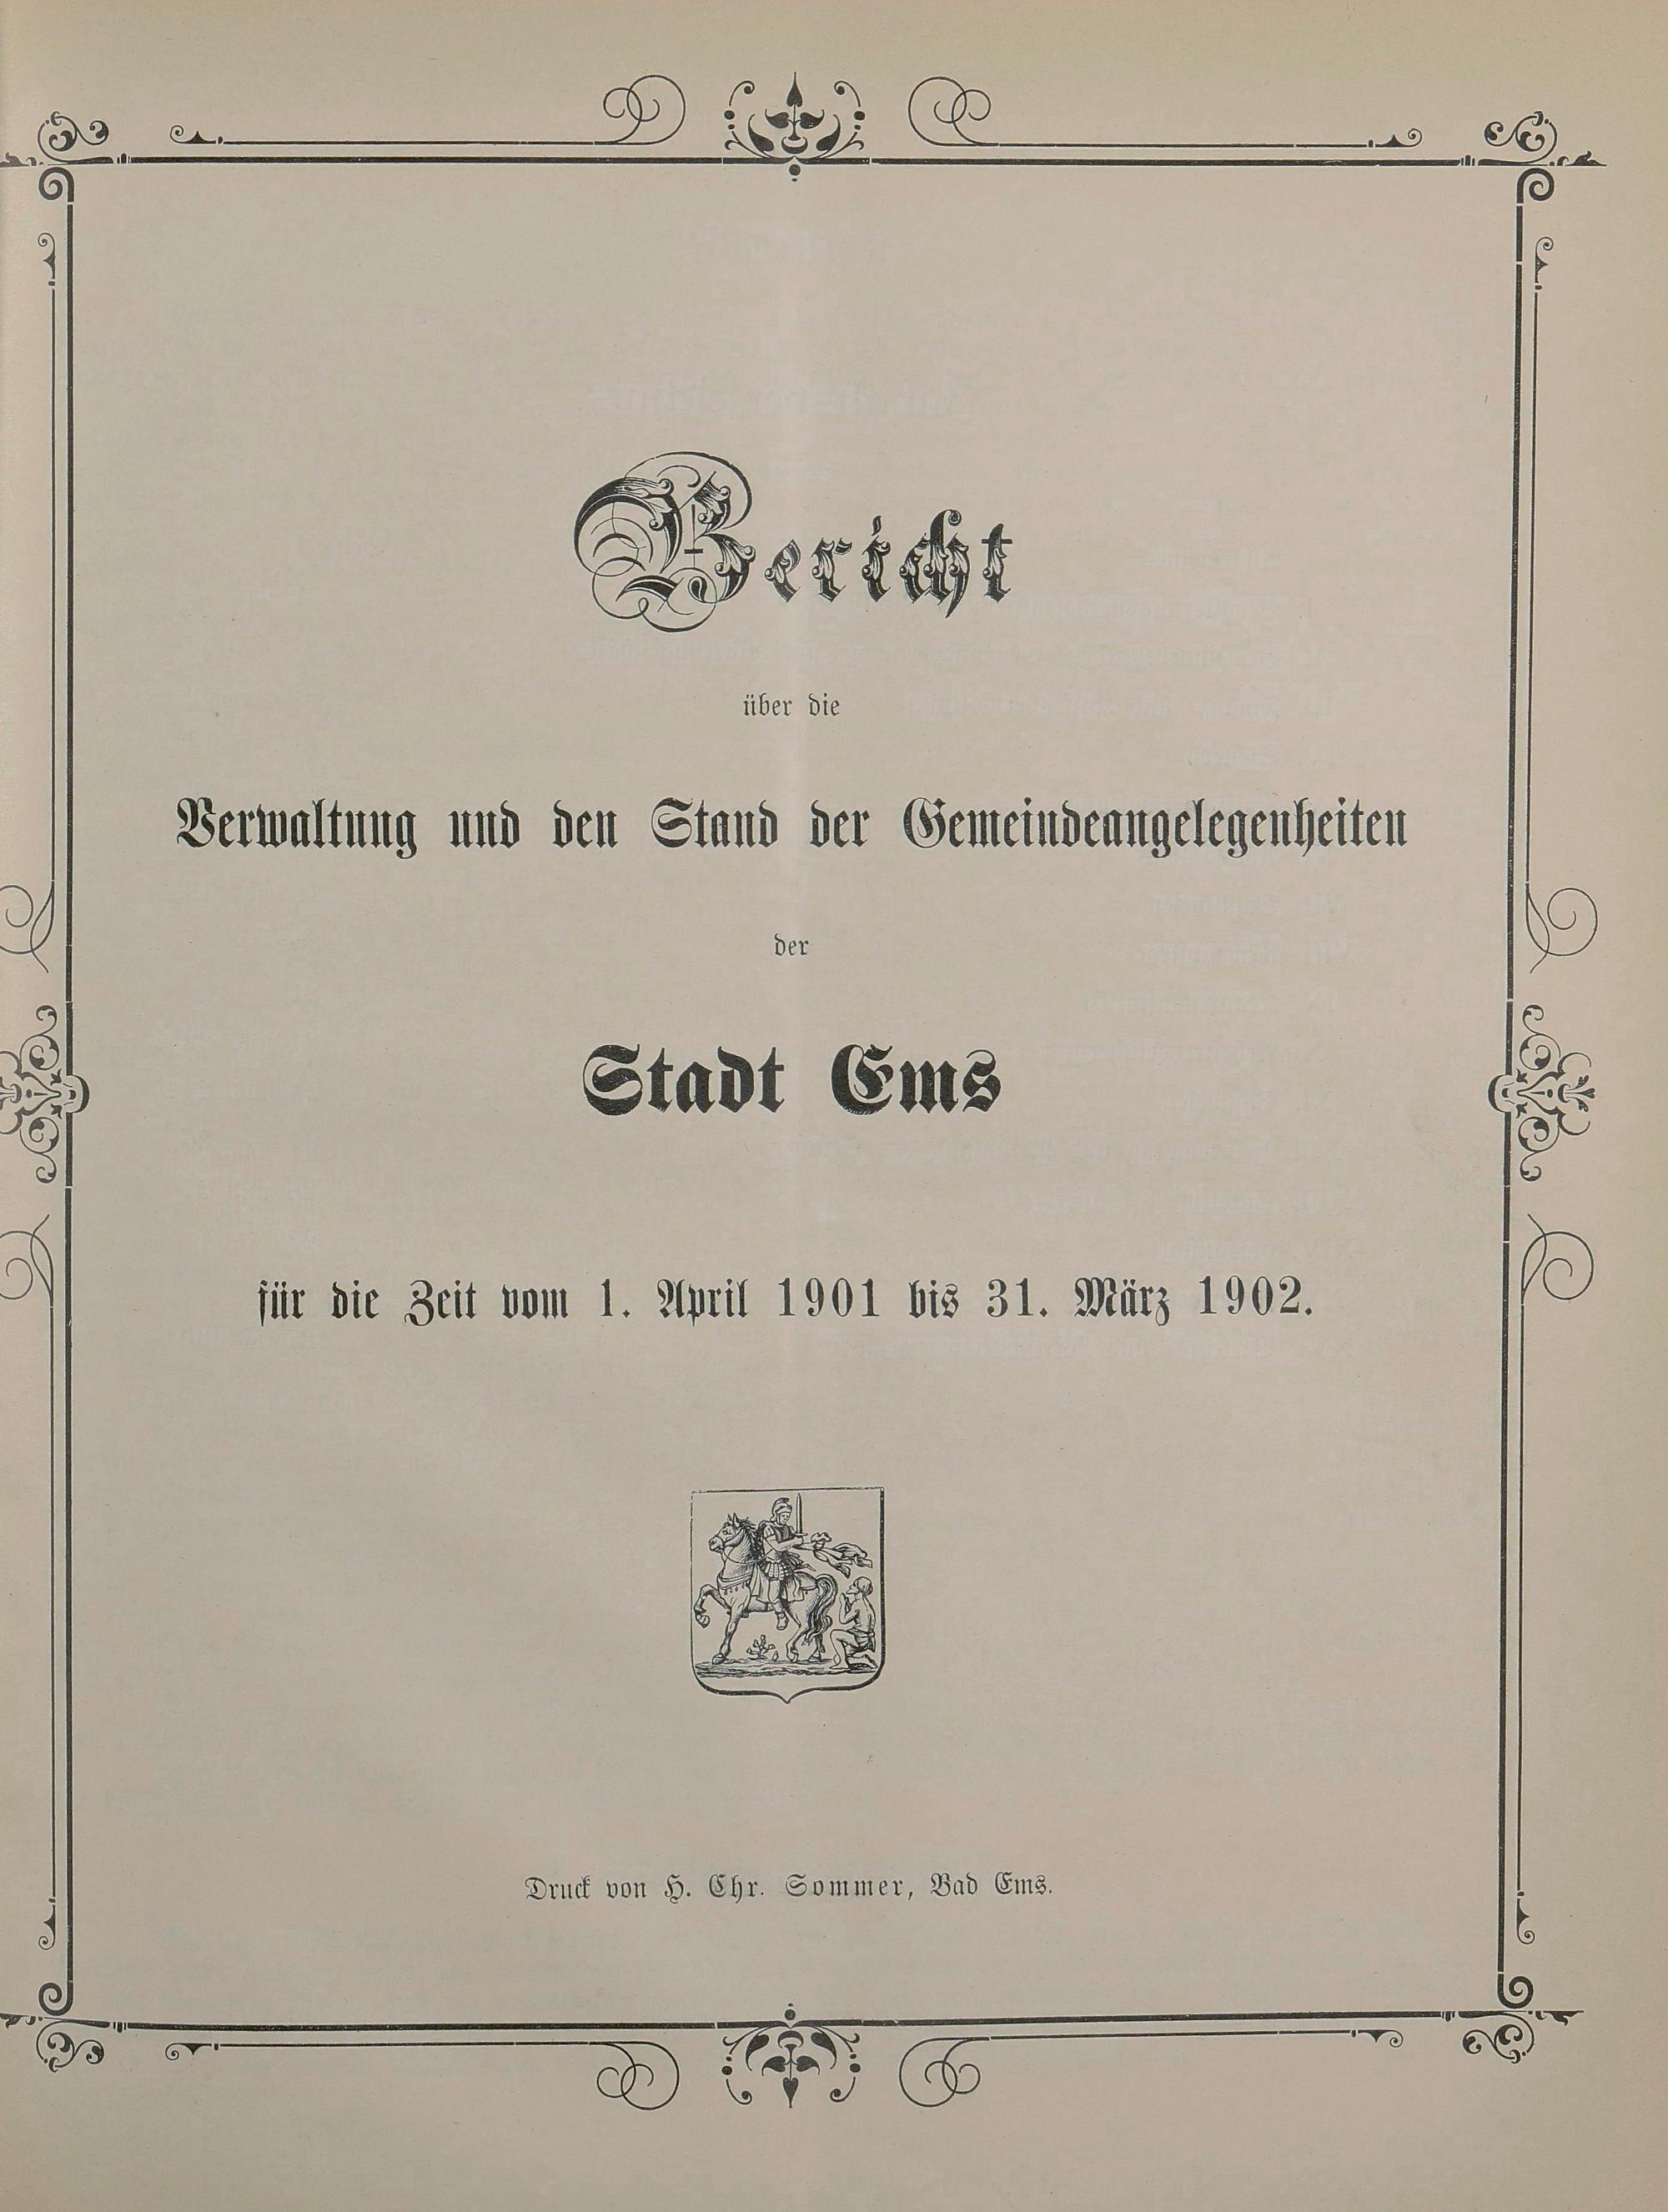 Bericht
über die
Verwaltung und den Stand der Gemeindeangelegenheiten
der
Stadt Ems
für die Zeit vom 1. April 1901 bis 31. März 1902.
Druck von H. Chr. Sommer, Bad Ems.